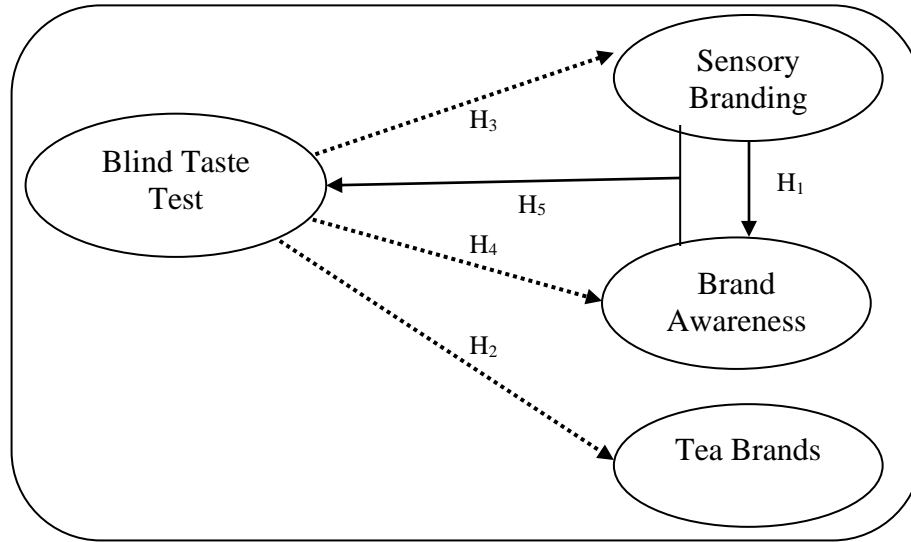 Sensory
Branding
H₃
Blind Taste
Test
H₁
H₅
H₄
Brand
Awareness
H₂
Tea Brands